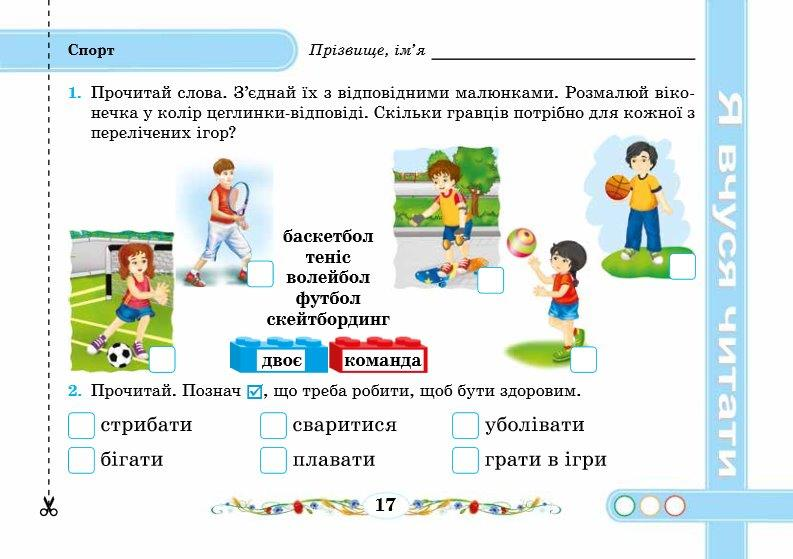 Спорт
Прізвище, ім’я
1. Прочитай слова. З’єднай їх з відповідними малюнками. Розмалюй віко-
нечка у колір цеглинки-відповіді. Скільки гравців потрібно для кожної з
перелічених ігор?
баскетбол
теніс
волейбол
футбол
скейтбординг
двоє команда
2. Прочитай. Познач ☑, що треба робити, щоб бути здоровим.
стрибати сваритися уболівати
бігати плавати грати в ігри
17
Я вчуся читати